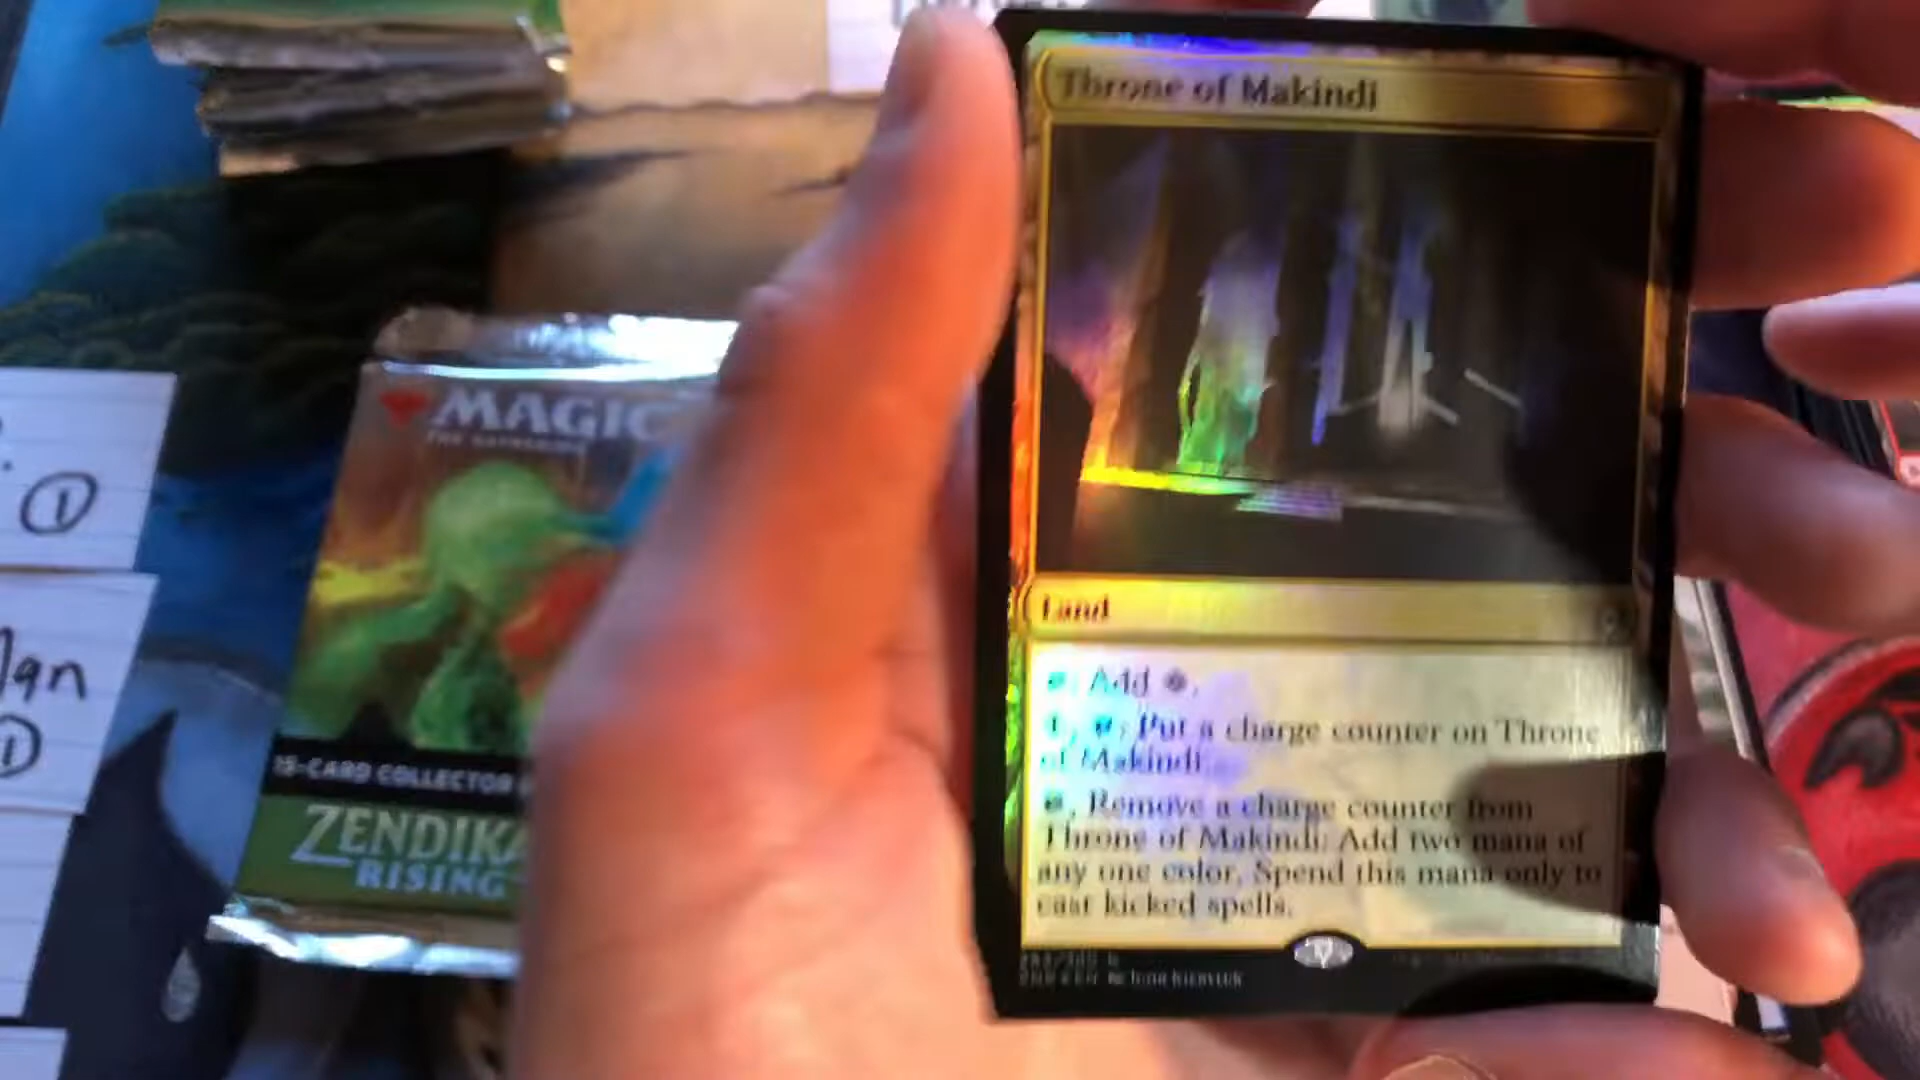 Throne of Makindi
Land
: Add .
1, : Put a charge counter on Throne
of Makindi.
, Remove a charge counter from
Throne of Makindi: Add two mana of
any one color. Spend this mana only to
cast kicked spells.
MAGIC
THE GATHERING
15-CARD COLLECTOR
ZENDIKA
RISING
1
1